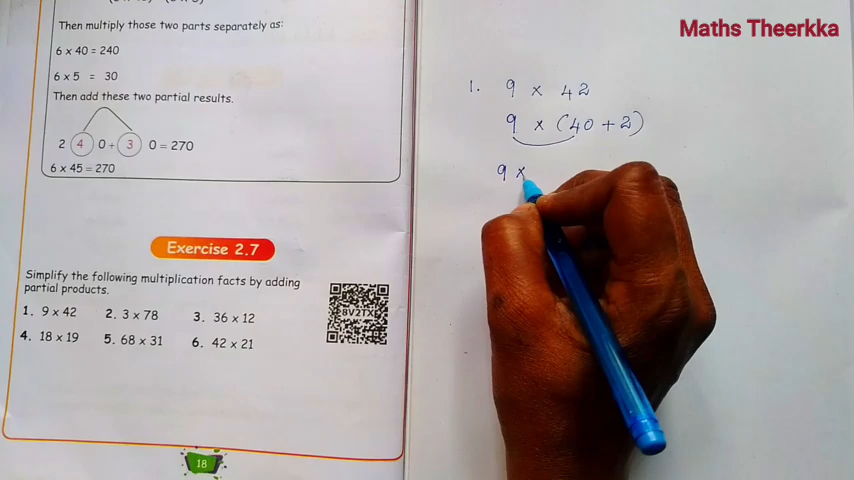 Maths Theerkka
Then multiply those two parts separately as:
6 x 40 = 240
6 x 5 = 30
Then add these two partial results.
2 4 0 + 3 0 = 270
6 x 45 = 270
Exercise 2.7
Simplify the following multiplication facts by adding
partial products.
1. 9 x 42 2. 3 x 78 3. 36 x 12
4. 18 x 19 5. 68 x 31 6. 42 x 21
8V2TX
18
1. 9 x 42
9 x (40 + 2)
9 x